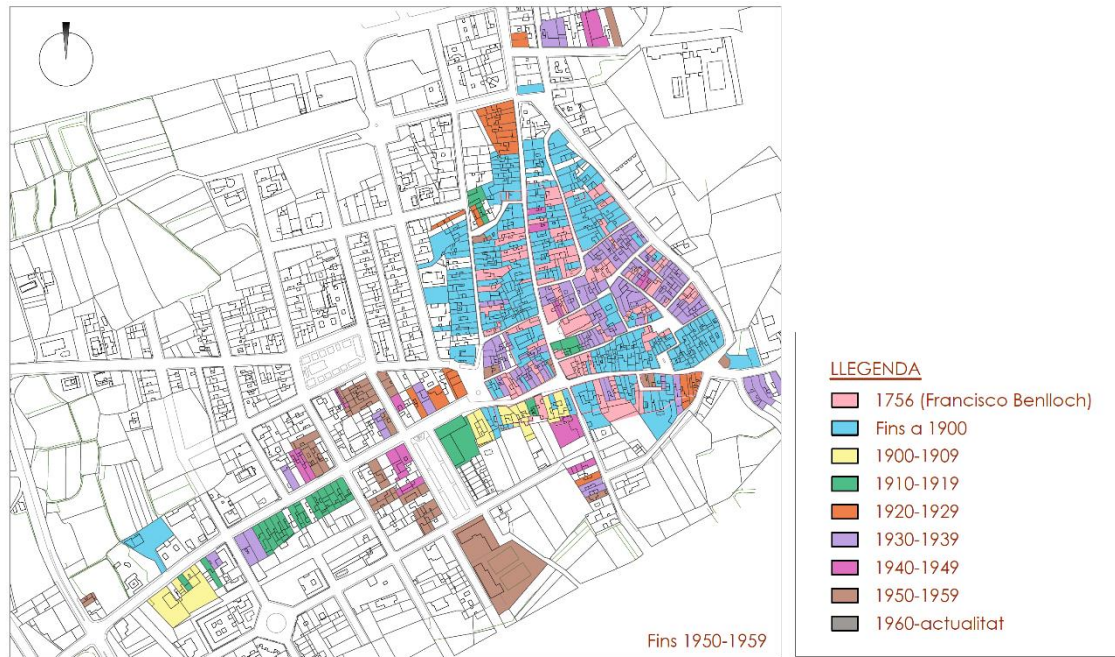 LLEGENDA
1756 (Francisco Benlloch)
Fins a 1900
1900-1909
1910-1919
1920-1929
1930-1939
1940-1949
1950-1959
1960-actualitat
Fins 1950-1959